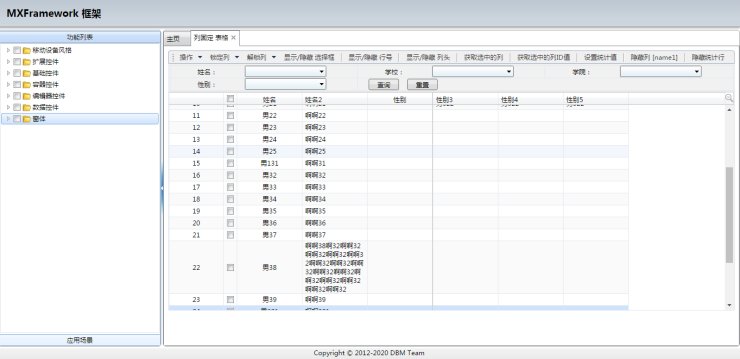 MXFramework 框架
功能列表
移动设备风格
扩展控件
基础控件
容器控件
编辑器控件
数据控件
窗体
应用场景
主页 列固定 表格
操作 锁定列 解锁列 显示/隐藏 选择框 显示/隐藏 行号 显示/隐藏 列头 获取选中的列 获取选中的列ID值 设置统计值 隐藏列 [name1] 隐藏统计行
姓名： 学校： 学院：
性别： 查询 重置
姓名 姓名2 性别 性别3 性别4 性别5
11 男22 啊啊22
12 男23 啊啊23
13 男24 啊啊24
14 男25 啊啊25
15 男131 啊啊31
16 男32 啊啊32
17 男33 啊啊33
18 男34 啊啊34
19 男35 啊啊35
20 男36 啊啊36
21 男37 啊啊37
22 男38 啊啊38啊32啊啊32
啊啊32啊啊32啊啊3
2啊啊32啊啊32啊啊
32啊啊32啊啊32啊
啊32啊啊32啊啊32
啊啊32啊啊32
23 男39 啊啊39
Copyright © 2012-2020 DBM Team